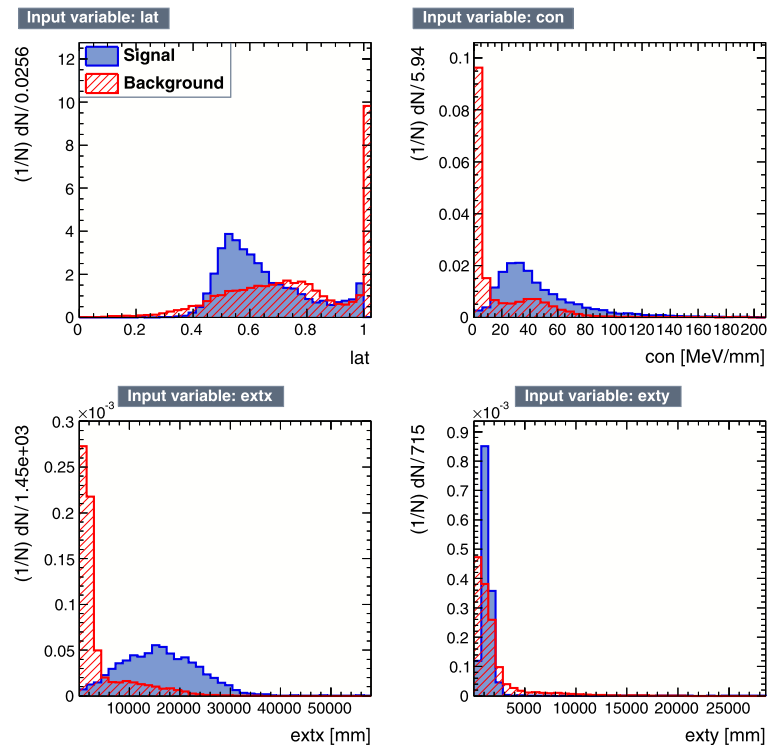 Input variable: lat
(1/N) dN/ 0.0256
12
10
8
6
4
2
0
Signal
Background
0 0.2 0.4 0.6 0.8 1
lat
Input variable: con
(1/N) dN/ 5.94
0.1
0.08
0.06
0.04
0.02
0
0 20 40 60 80 100 120 140 160 180 200
con [MeV/mm]
Input variable: extx
×10⁻³
(1/N) dN/ 1.45e+03
0.3
0.25
0.2
0.15
0.1
0.05
0
10000 20000 30000 40000 50000
extx [mm]
Input variable: exty
×10⁻³
(1/N) dN/ 715
0.9
0.8
0.7
0.6
0.5
0.4
0.3
0.2
0.1
0
5000 10000 15000 20000 25000
exty [mm]